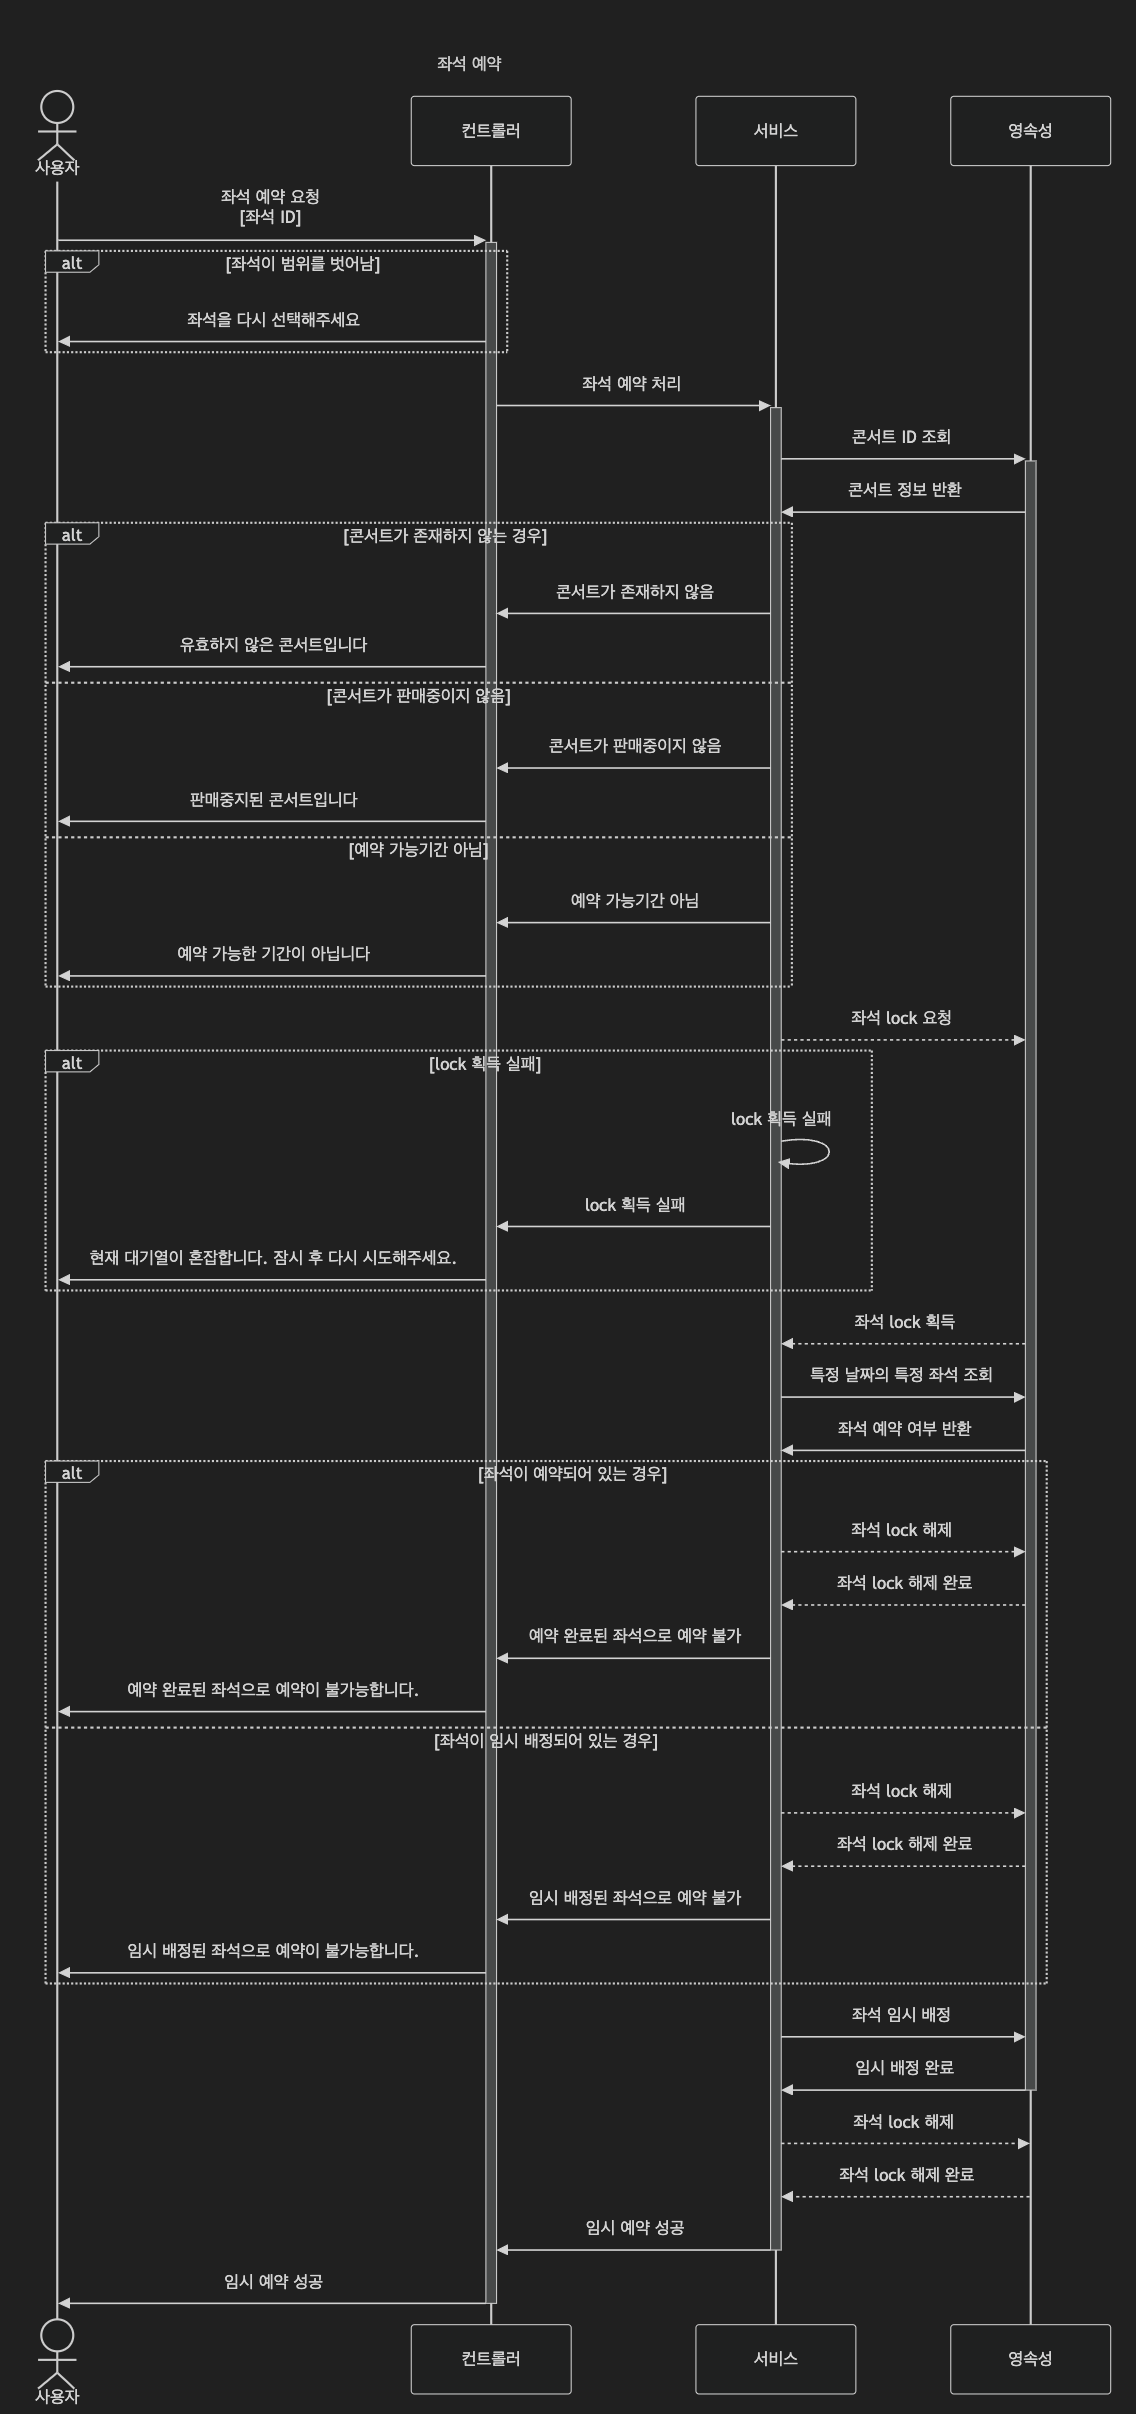 좌석 예약
사용자
컨트롤러
서비스
영속성
좌석 예약 요청
[좌석 ID]
alt
[좌석이 범위를 벗어남]
좌석을 다시 선택해주세요
좌석 예약 처리
콘서트 ID 조회
콘서트 정보 반환
alt
[콘서트가 존재하지 않는 경우]
콘서트가 존재하지 않음
유효하지 않은 콘서트입니다
[콘서트가 판매중이지 않음]
콘서트가 판매중이지 않음
판매중지된 콘서트입니다
[예약 가능기간 아님]
예약 가능기간 아님
예약 가능한 기간이 아닙니다
좌석 lock 요청
alt
[lock 획득 실패]
lock 획득 실패
lock 획득 실패
현재 대기열이 혼잡합니다. 잠시 후 다시 시도해주세요.
좌석 lock 획득
특정 날짜의 특정 좌석 조회
좌석 예약 여부 반환
alt
[좌석이 예약되어 있는 경우]
좌석 lock 해제
좌석 lock 해제 완료
예약 완료된 좌석으로 예약 불가
예약 완료된 좌석으로 예약이 불가능합니다.
[좌석이 임시 배정되어 있는 경우]
좌석 lock 해제
좌석 lock 해제 완료
임시 배정된 좌석으로 예약 불가
임시 배정된 좌석으로 예약이 불가능합니다.
좌석 임시 배정
임시 배정 완료
좌석 lock 해제
좌석 lock 해제 완료
임시 예약 성공
임시 예약 성공
사용자
컨트롤러
서비스
영속성